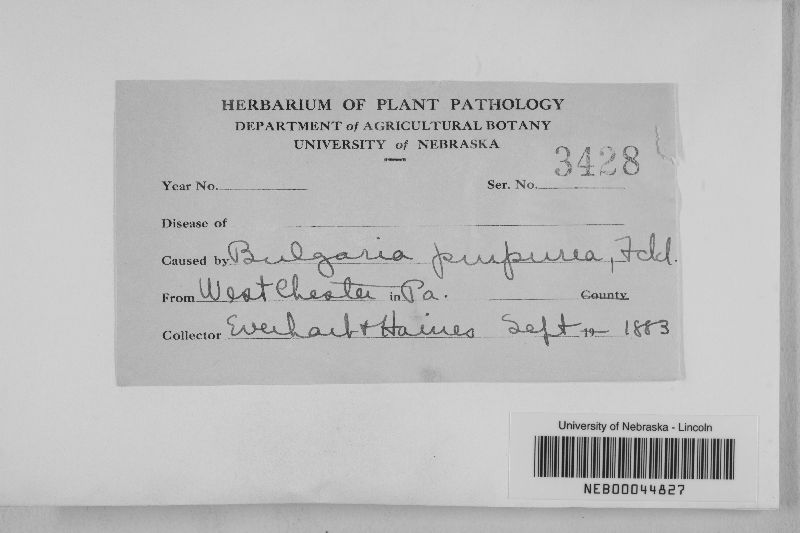 HERBARIUM OF PLANT PATHOLOGY
DEPARTMENT of AGRICULTURAL BOTANY
UNIVERSITY of NEBRASKA
3428
Year No. Ser. No.
Disease of
Caused by Bulgaria purpurea, Fckl.
From West Chester in Pa. County
Collector Everhart & Haines Sept 19 1883
University of Nebraska - Lincoln
NEB00044827